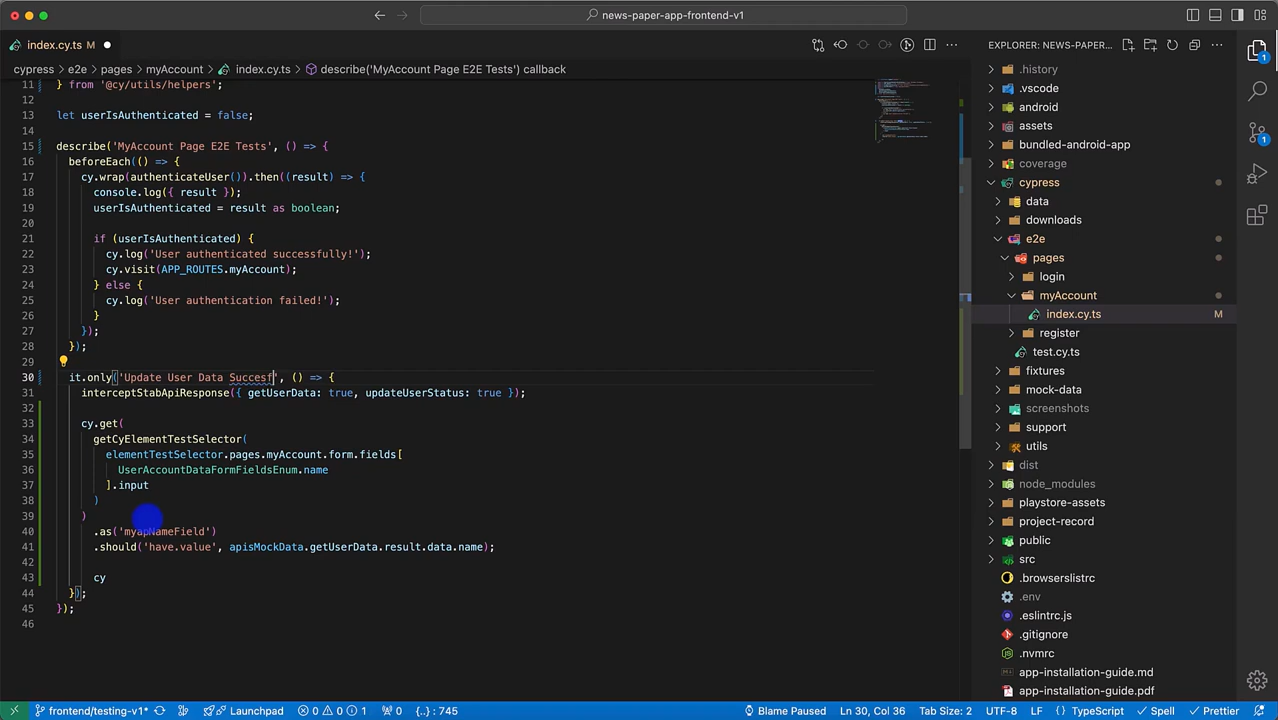 news-paper-app-frontend-v1
index.cy.ts M
EXPLORER: NEWS-PAPER...
cypress > e2e > pages > myAccount > index.cy.ts > describe('MyAccount Page E2E Tests') callback
11 } from '@cy/utils/helpers';
12
13 let userIsAuthenticated = false;
14
15 describe('MyAccount Page E2E Tests', () => {
16 beforeEach(() => {
17 cy.wrap(authenticateUser()).then((result) => {
18 console.log({ result });
19 userIsAuthenticated = result as boolean;
20
21 if (userIsAuthenticated) {
22 cy.log('User authenticated successfully!');
23 cy.visit(APP_ROUTES.myAccount);
24 } else {
25 cy.log('User authentication failed!');
26 }
27 });
28 });
29
30 it.only('Update User Data Succesf', () => {
31 interceptStabApiResponse({ getUserData: true, updateUserStatus: true });
32
33 cy.get(
34 getCyElementTestSelector(
35 elementTestSelector.pages.myAccount.form.fields[
36 UserAccountDataFormFieldsEnum.name
37 ].input
38 )
39 )
40 .as('myapNameField')
41 .should('have.value', apisMockData.getUserData.result.data.name);
42
43 cy
44 });
45 });
46
.history
.vscode
android
assets
bundled-android-app
coverage
cypress
data
downloads
e2e
pages
login
myAccount
index.cy.ts M
register
test.cy.ts
fixtures
mock-data
screenshots
support
utils
dist
node_modules
playstore-assets
project-record
public
src
.browserslistrc
.env
.eslintrc.js
.gitignore
.nvmrc
app-installation-guide.md
app-installation-guide.pdf
1
1
frontend/testing-v1* Launchpad 0 0 1 0 {..} : 745 Blame Paused Ln 30, Col 36 Tab Size: 2 UTF-8 LF TypeScript Spell Prettier